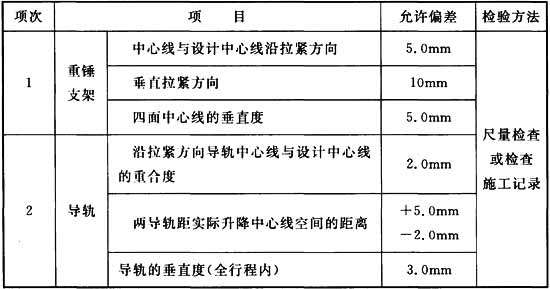 项次 项 目 允许偏差 检验方法
1 重锤支架 中心线与设计中心线沿拉紧方向 5.0mm 尺量检查或检查施工记录
垂直拉紧方向 10mm
四面中心线的垂直度 5.0mm
2 导轨 沿拉紧方向导轨中心线与设计中心线
的重合度 2.0mm
两导轨距实际升降中心线空间的距离 +5.0mm
-2.0mm
导轨的垂直度(全行程内) 3.0mm